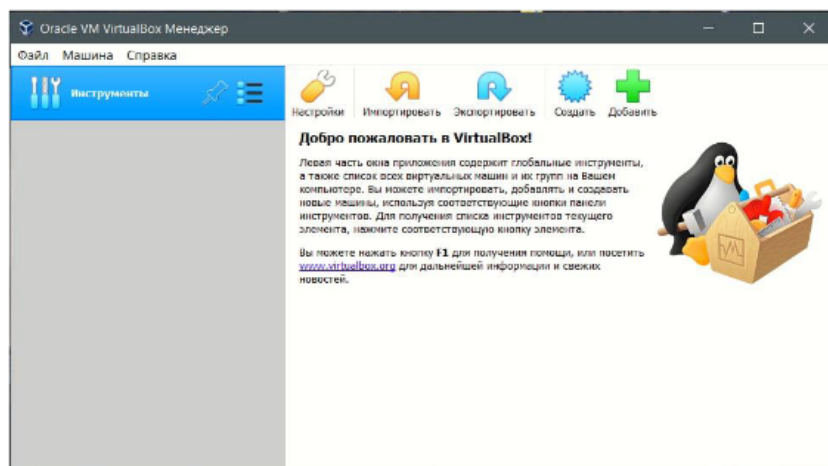 Oracle VM VirtualBox Менеджер
Файл Машина Справка
Инструменты
Настройки Импортировать Экспортировать Создать Добавить
Добро пожаловать в VirtualBox!
Левая часть окна приложения содержит глобальные инструменты,
а также список всех виртуальных машин и их групп на Вашем
компьютере. Вы можете импортировать, добавлять и создавать
новые машины, используя соответствующие кнопки панели
инструментов. Для получения списка инструментов текущего
элемента, нажмите соответствующую кнопку элемента.
Вы можете нажать кнопку F1 для получения помощи, или посетить
www.virtualbox.org для дальнейшей информации и свежих
новостей.